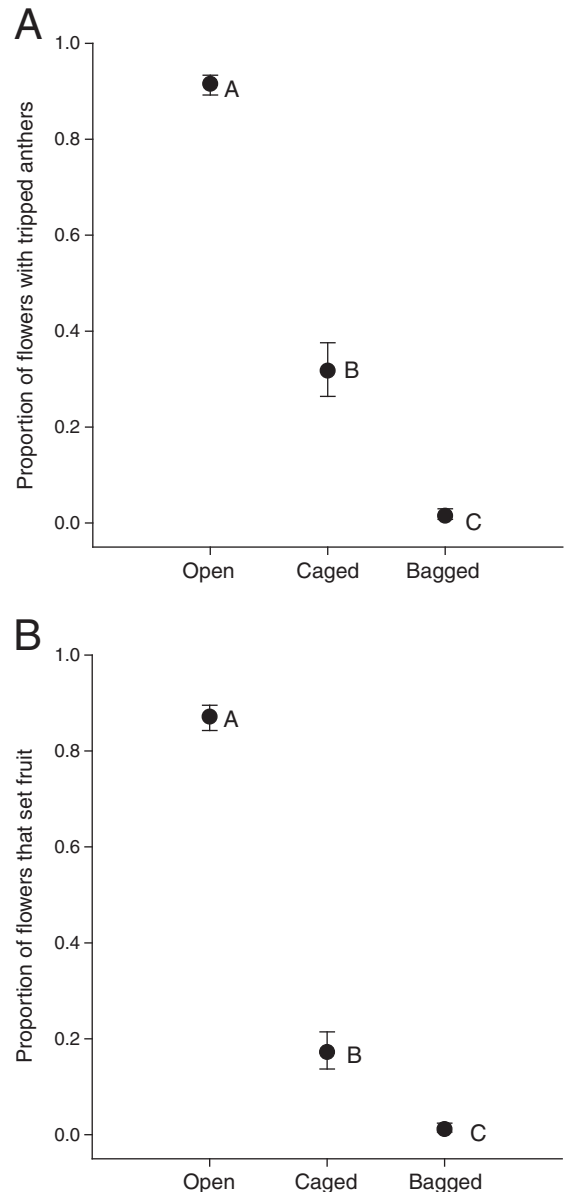 A
1.0
0.8
0.6
0.4
0.2
0.0
Proportion of flowers with tripped anthers
A
B
C
Open Caged Bagged
B
1.0
0.8
0.6
0.4
0.2
0.0
Proportion of flowers that set fruit
A
B
C
Open Caged Bagged